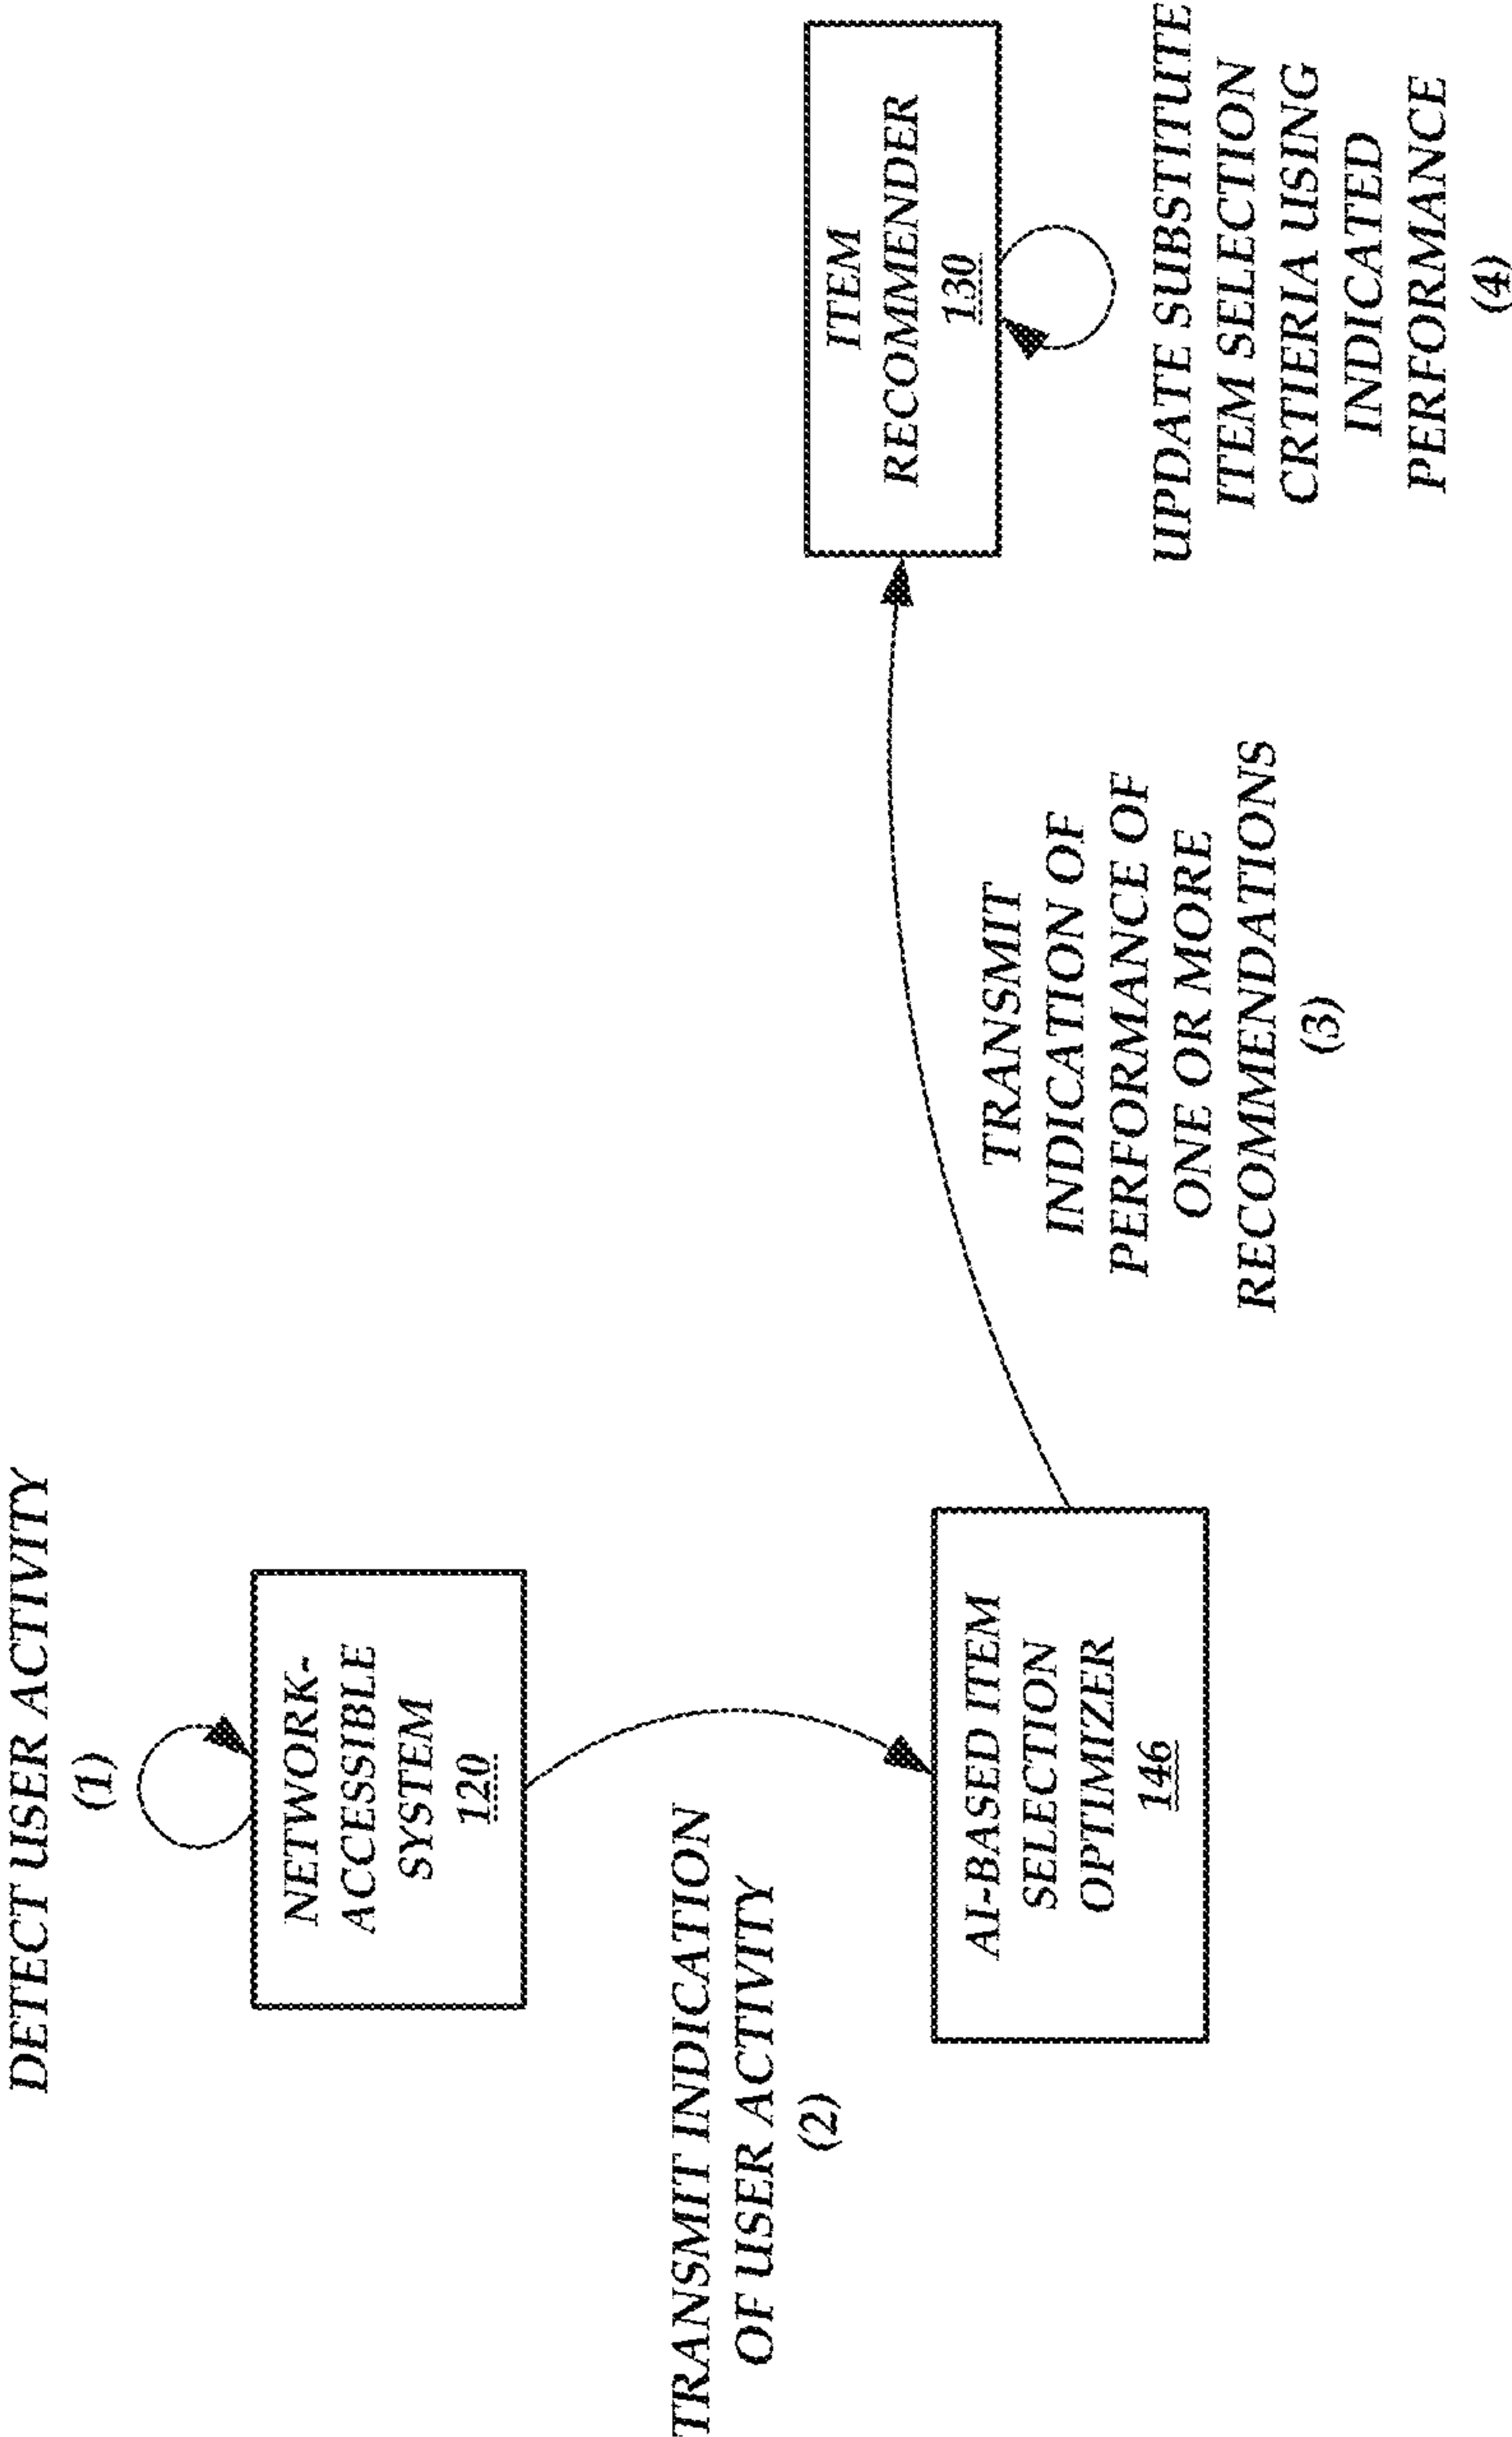 DETECT USER ACTIVITY
(1)
NETWORK-
ACCESSIBLE
SYSTEM
120
TRANSMIT INDICATION
OF USER ACTIVITY
(2)
AI-BASED ITEM
SELECTION
OPTIMIZER
146
TRANSMIT
INDICATION OF
PERFORMANCE OF
ONE OR MORE
RECOMMENDATIONS
(3)
ITEM
RECOMMENDER
130
UPDATE SUBSTITUTE
ITEM SELECTION
CRTIERIA USING
INDICATED
PERFORMANCE
(4)